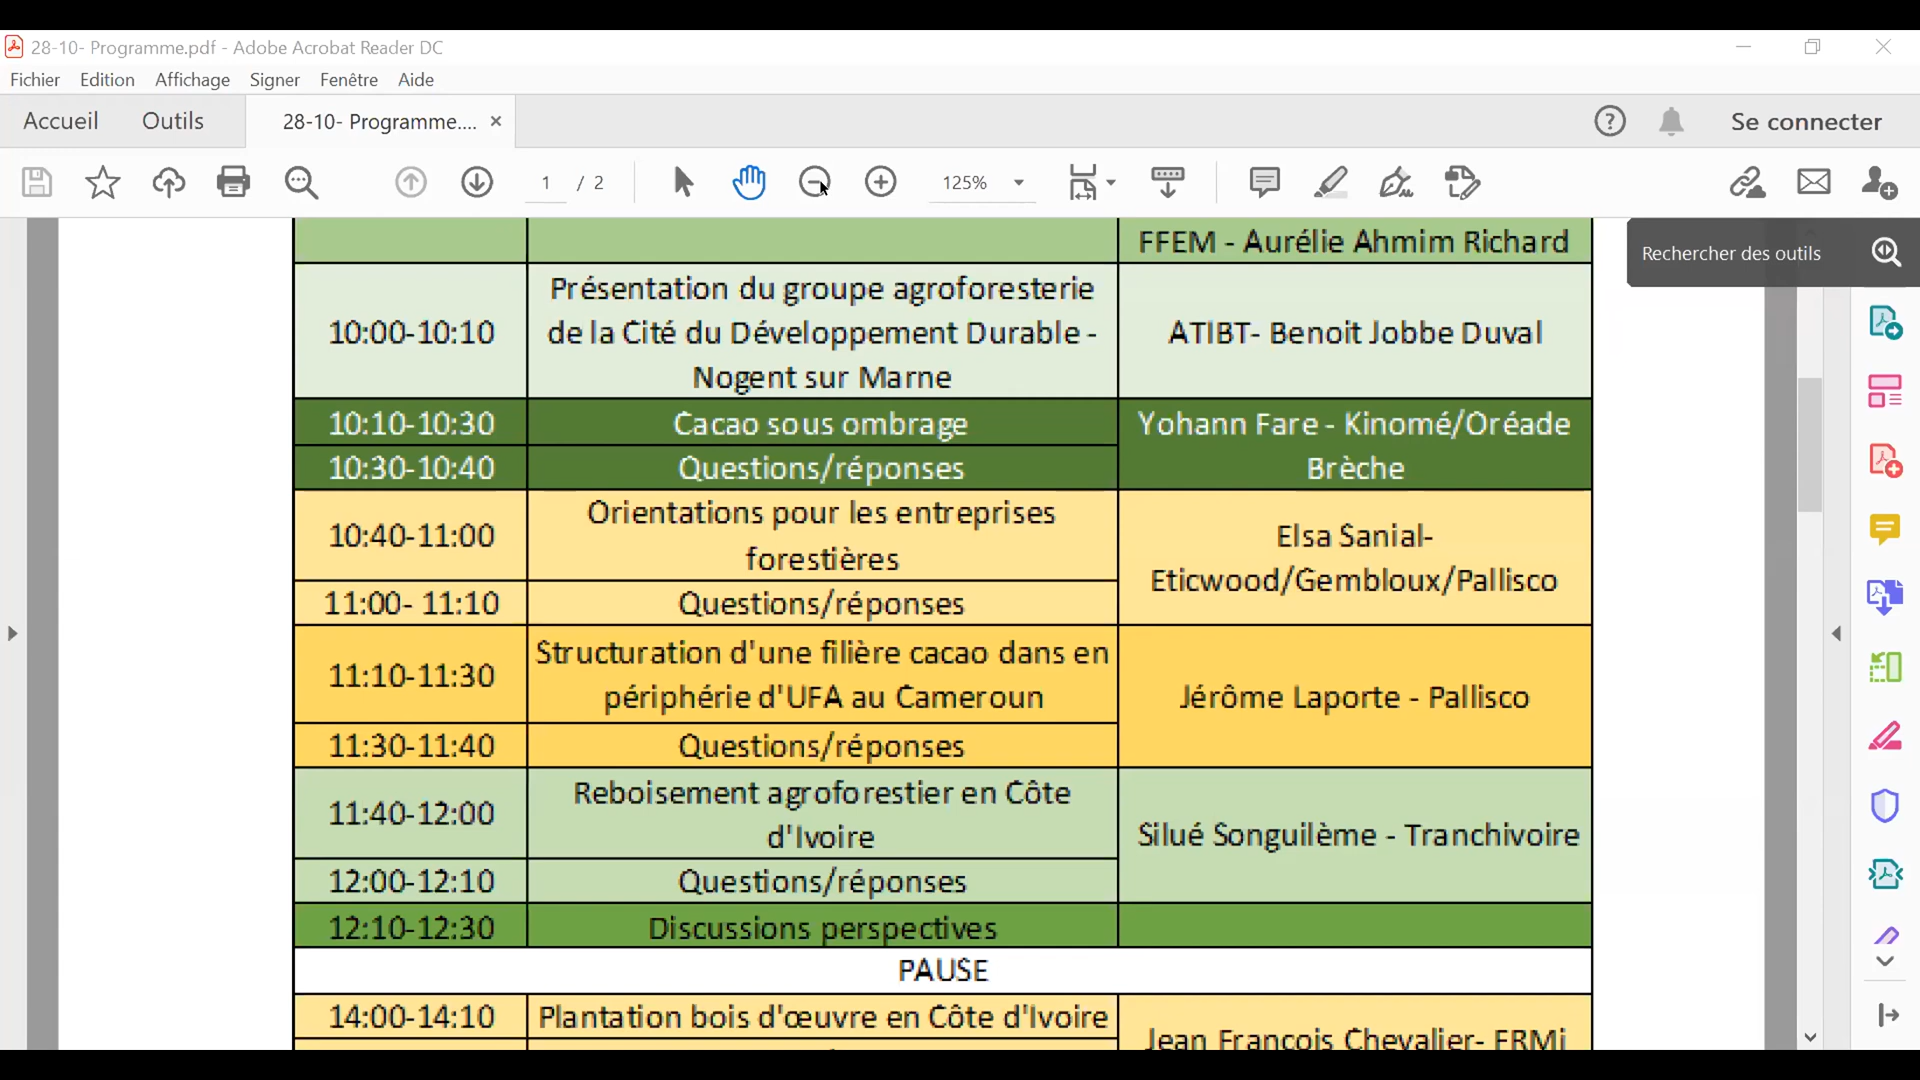 28-10- Programme.pdf - Adobe Acrobat Reader DC
Fichier Edition Affichage Signer Fenêtre Aide
Accueil Outils 28-10- Programme.... ×
Se connecter
1 / 2 125%
Rechercher des outils
FFEM - Aurélie Ahmim Richard
10:00-10:10
Présentation du groupe agroforesterie
de la Cité du Développement Durable -
Nogent sur Marne
ATIBT- Benoit Jobbe Duval
10:10-10:30
Cacao sous ombrage
10:30-10:40
Questions/réponses
Yohann Fare - Kinomé/Oréade
Brèche
10:40-11:00
Orientations pour les entreprises
forestières
11:00- 11:10
Questions/réponses
Elsa Sanial-
Eticwood/Gembloux/Pallisco
11:10-11:30
Structuration d'une filière cacao dans en
périphérie d'UFA au Cameroun
11:30-11:40
Questions/réponses
Jérôme Laporte - Pallisco
11:40-12:00
Reboisement agroforestier en Côte
d'Ivoire
12:00-12:10
Questions/réponses
Silué Songuilème - Tranchivoire
12:10-12:30
Discussions perspectives
PAUSE
14:00-14:10
Plantation bois d'œuvre en Côte d'Ivoire
Jean François Chevalier- FRMi